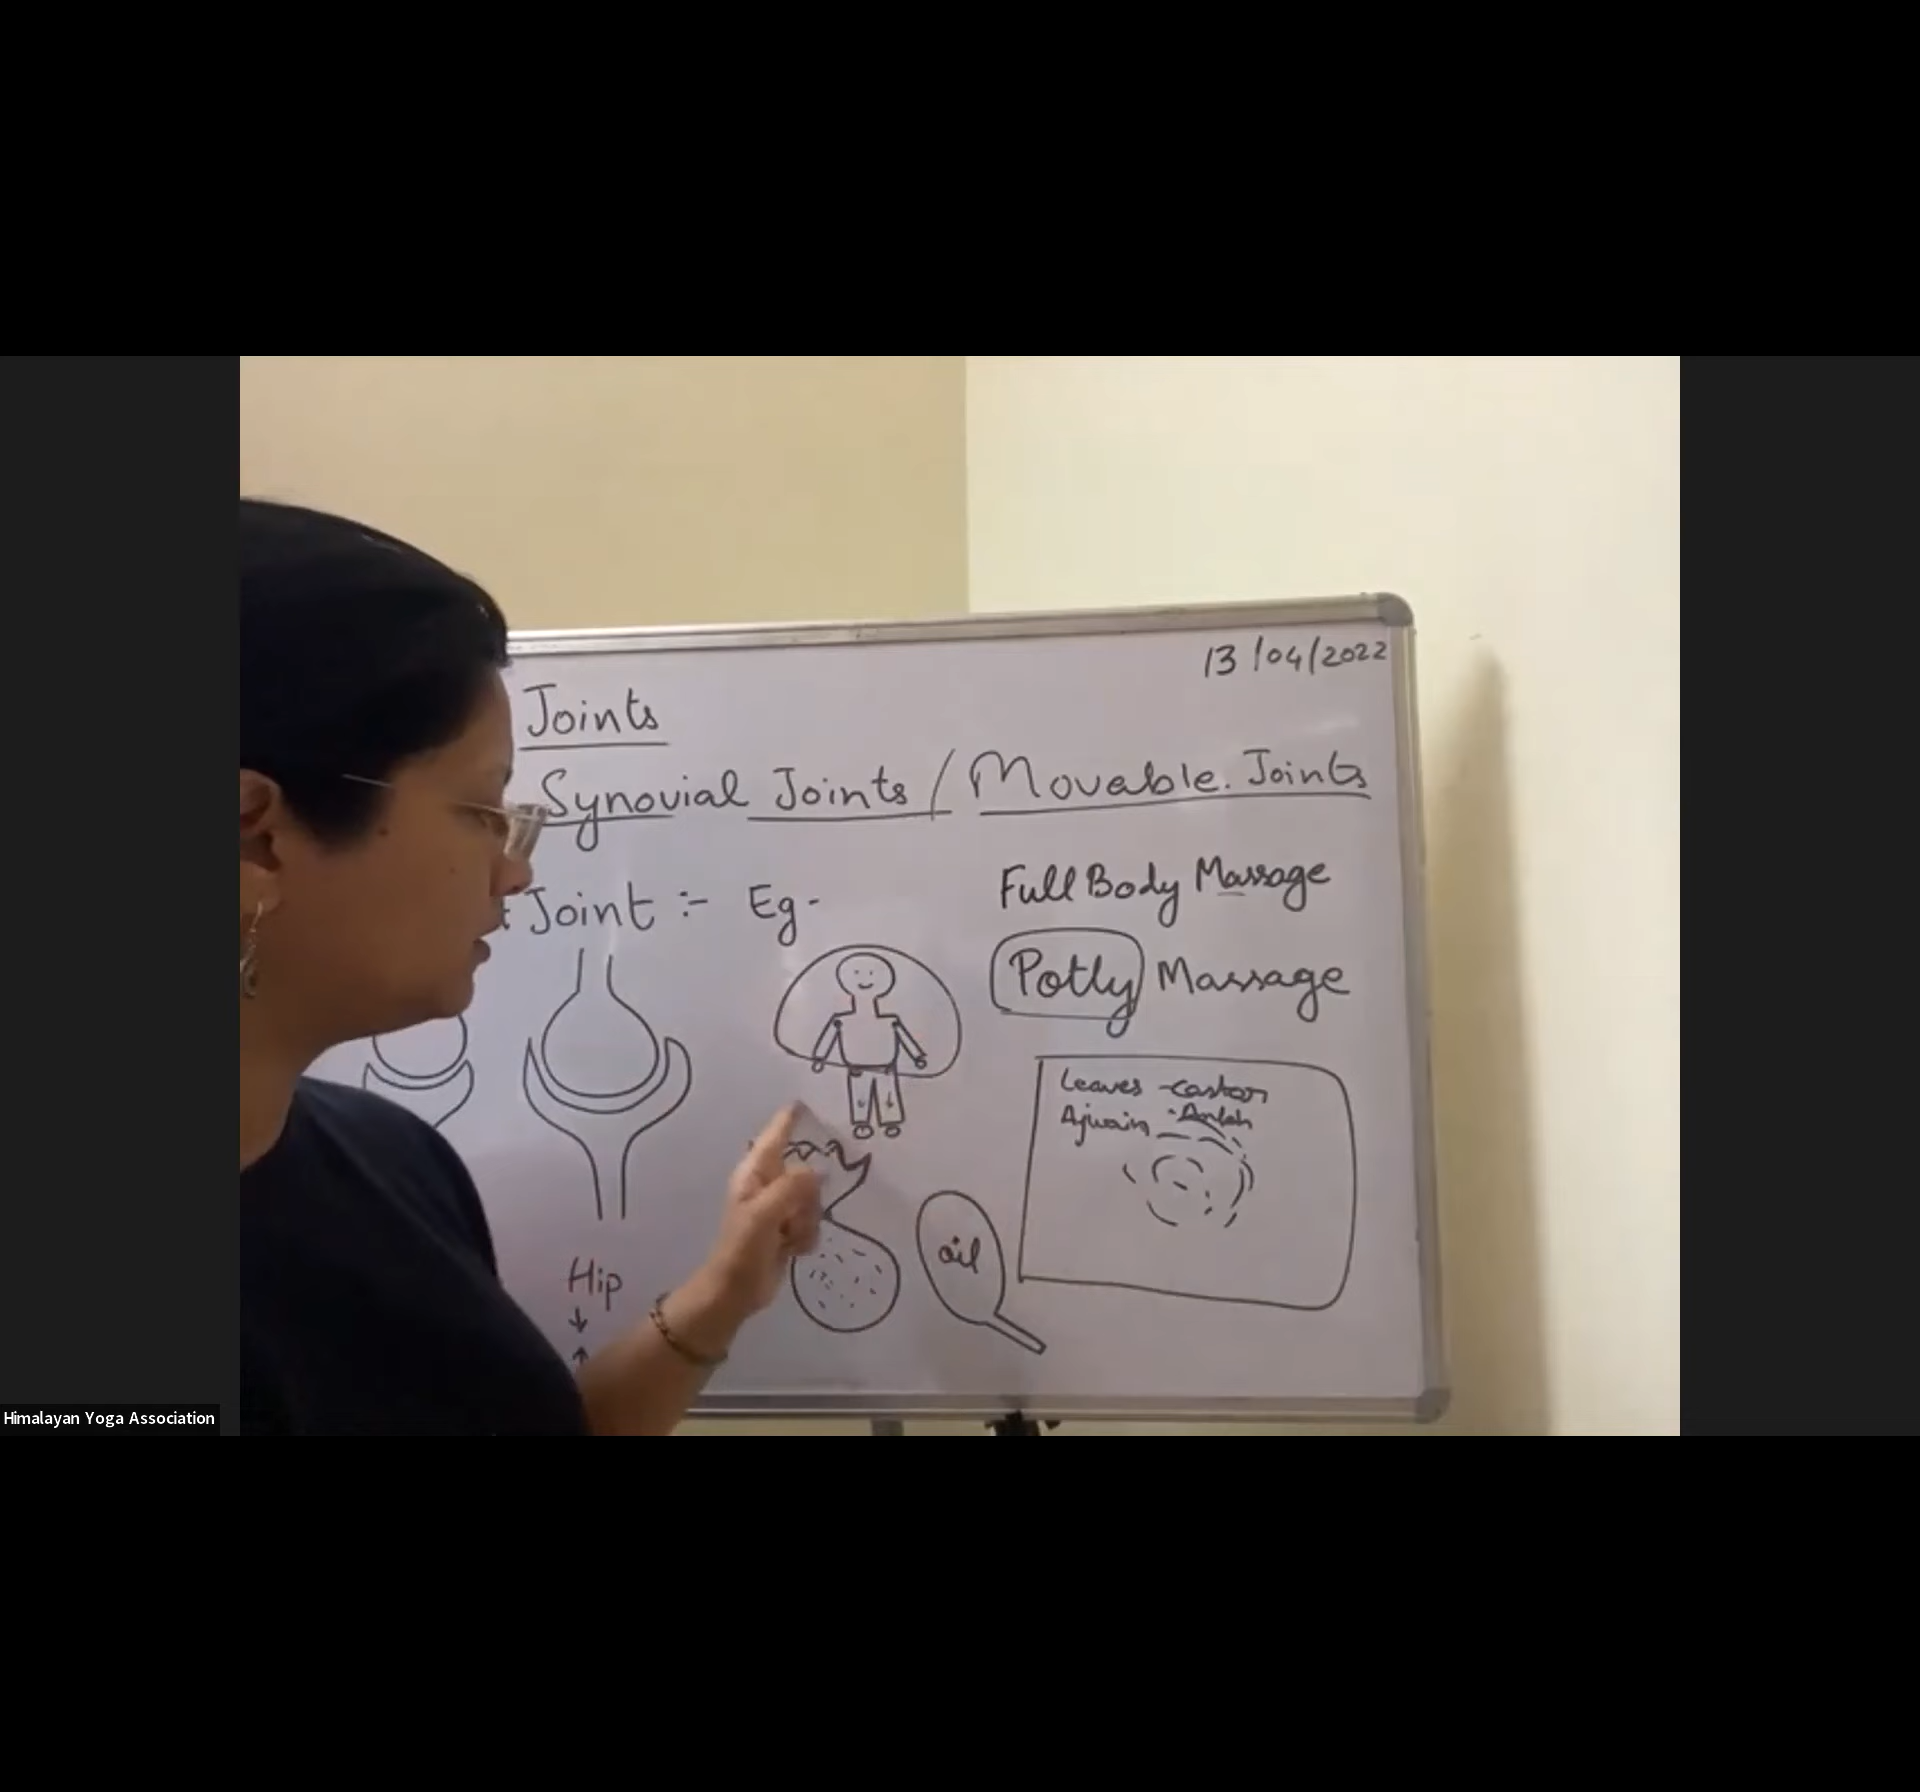 13/04/2022
Joints
Synovial Joints / Movable Joints
Joint :- Eg-
Full Body Massage
Potly Massage
Leaves - castor
Ajwain
oil
Hip
Himalayan Yoga Association